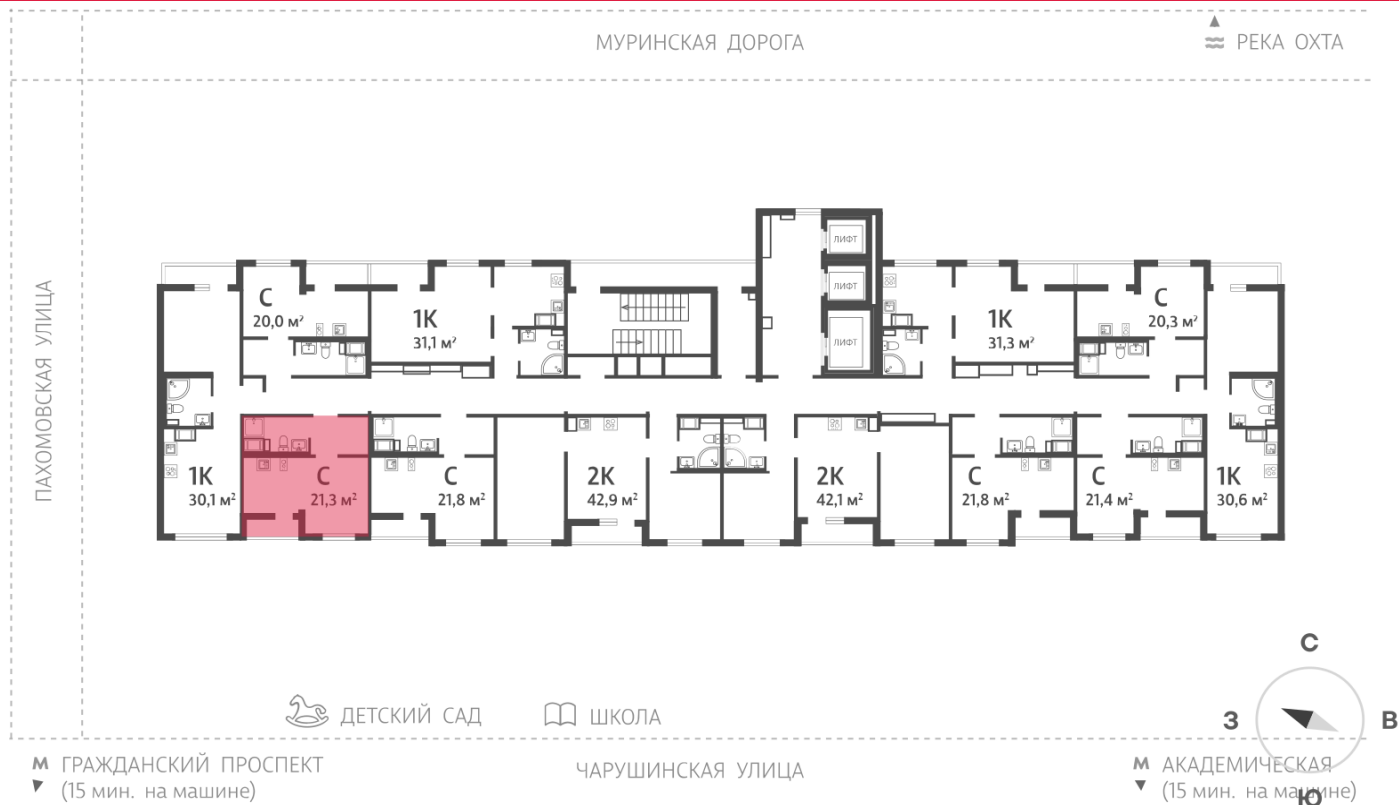 МУРИНСКАЯ ДОРОГА
РЕКА ОХТА
ПАХОМОВСКАЯ УЛИЦА
ЛИФТ
ЛИФТ
ЛИФТ
С
20,0 м²
1К
31,1 м²
1К
31,3 м²
С
20,3 м²
1К
30,1 м²
С
21,3 м²
С
21,8 м²
2К
42,9 м²
2К
42,1 м²
С
21,8 м²
С
21,4 м²
1К
30,6 м²
ДЕТСКИЙ САД
ШКОЛА
С
З
В
Ю
М ГРАЖДАНСКИЙ ПРОСПЕКТ
(15 мин. на машине)
ЧАРУШИНСКАЯ УЛИЦА
М АКАДЕМИЧЕСКАЯ
(15 мин. на машине)